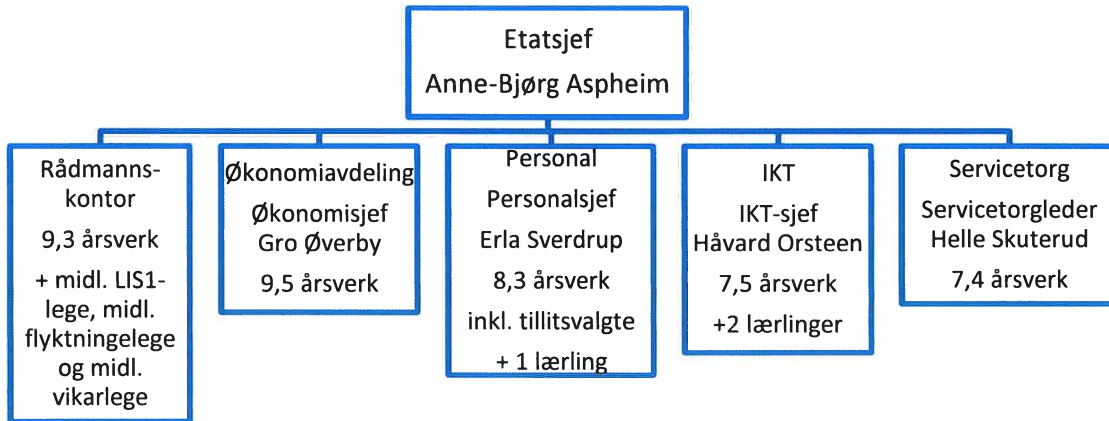 Etatsjef
Anne-Bjørg Aspheim
Rådmanns-
kontor
9,3 årsverk
+ midl. LIS1-
lege, midl.
flyktningelege
og midl.
vikarlege
Økonomiavdeling
Økonomisjef
Gro Øverby
9,5 årsverk
Personal
Personalsjef
Erla Sverdrup
8,3 årsverk
inkl. tillitsvalgte
+ 1 lærling
IKT
IKT-sjef
Håvard Orsteen
7,5 årsverk
+2 lærlinger
Servicetorg
Servicetorgleder
Helle Skuterud
7,4 årsverk